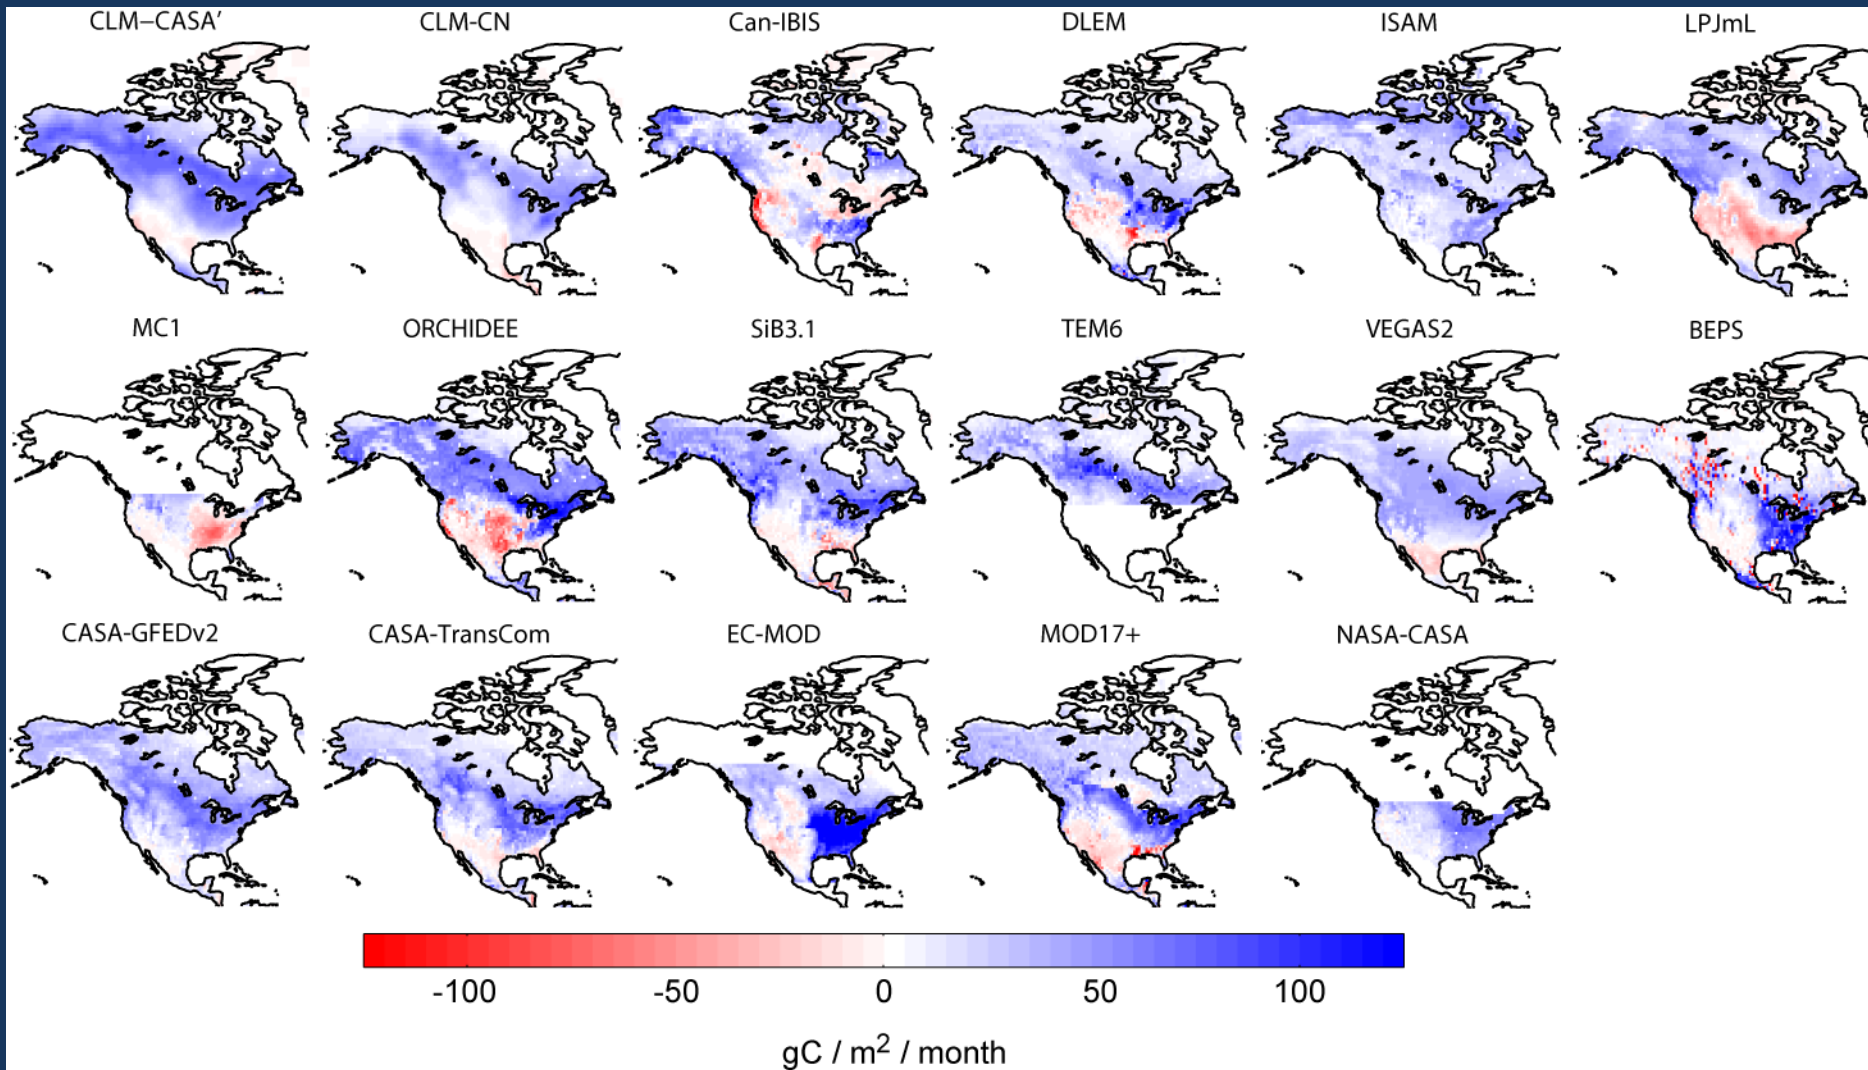 CLM–CASA′ CLM-CN Can-IBIS DLEM ISAM LPJmL
MC1 ORCHIDEE SiB3.1 TEM6 VEGAS2 BEPS
CASA-GFEDv2 CASA-TransCom EC-MOD MOD17+ NASA-CASA
-100 -50 0 50 100
gC / m² / month